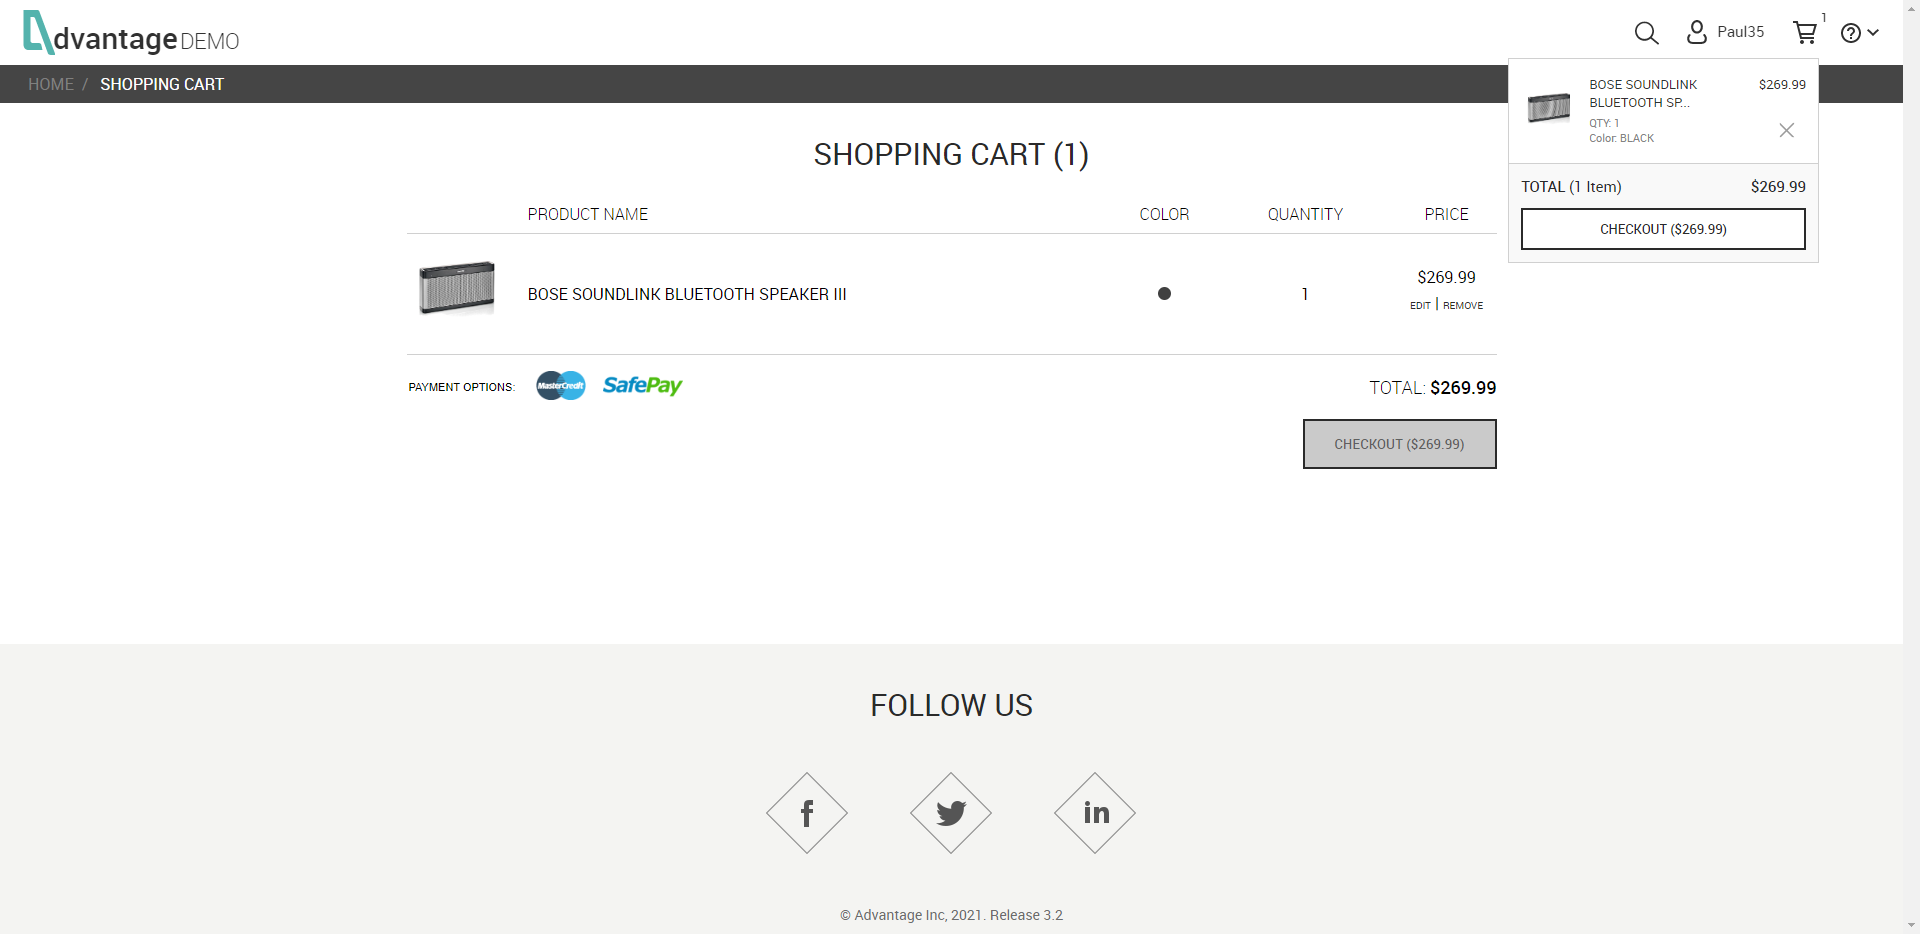 dvantage DEMO
Paul35
1
HOME / SHOPPING CART
BOSE SOUNDLINK BLUETOOTH SP...
$269.99
QTY: 1
Color: BLACK
TOTAL (1 Item) $269.99
CHECKOUT ($269.99)
SHOPPING CART (1)
PRODUCT NAME COLOR QUANTITY PRICE
BOSE SOUNDLINK BLUETOOTH SPEAKER III 1 $269.99
EDIT | REMOVE
PAYMENT OPTIONS: MasterCredit SafePay TOTAL: $269.99
CHECKOUT ($269.99)
FOLLOW US
f in
© Advantage Inc, 2021. Release 3.2